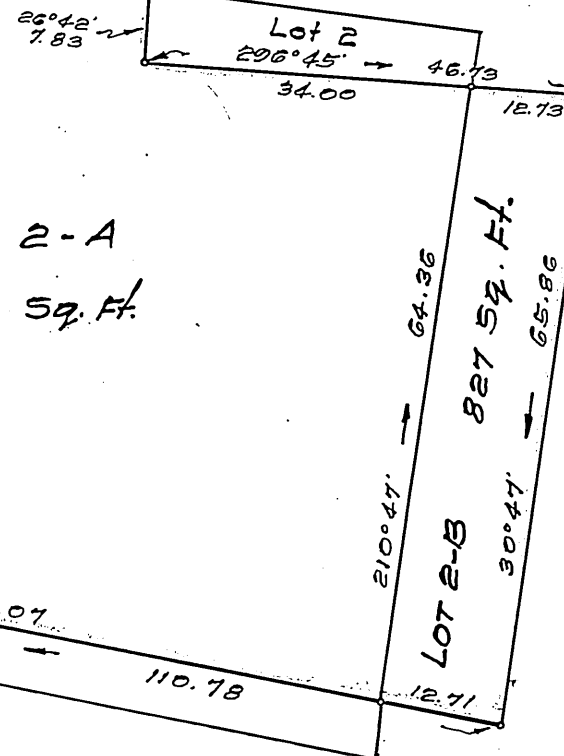 26°42'
7.83
Lot 2
296°45'
34.00
46.73
12.73
2-A
Sq. Ft.
64.36
210°47'
827 Sq. Ft.
LOT 2-B
65.86
30°47'
07
110.78
12.71